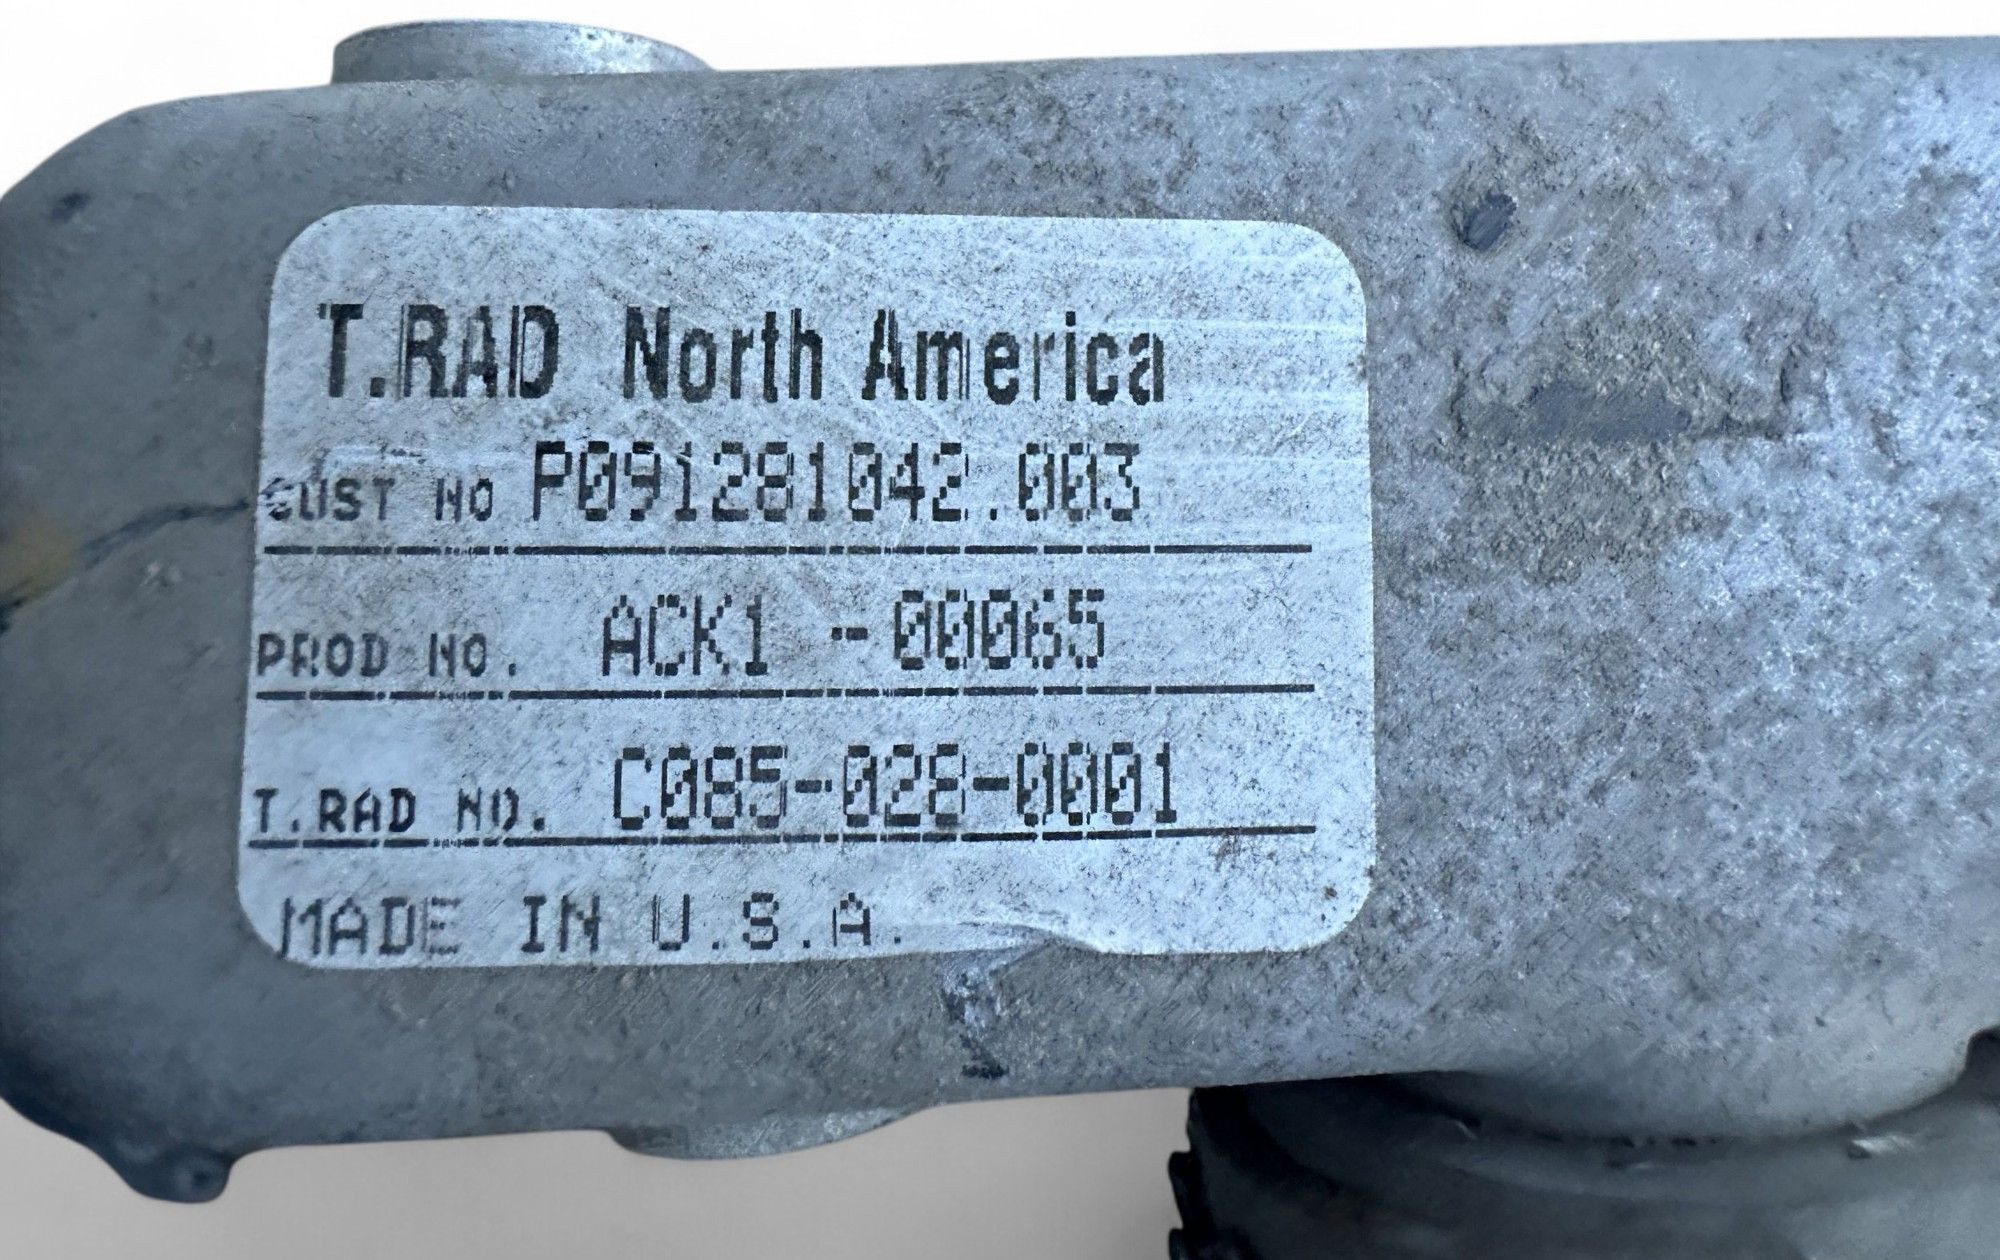 T.RAD North America
CUST NO P091281042.003
PROD NO. ACK1 -00065
T.RAD NO. C085-028-0001
MADE IN U.S.A.